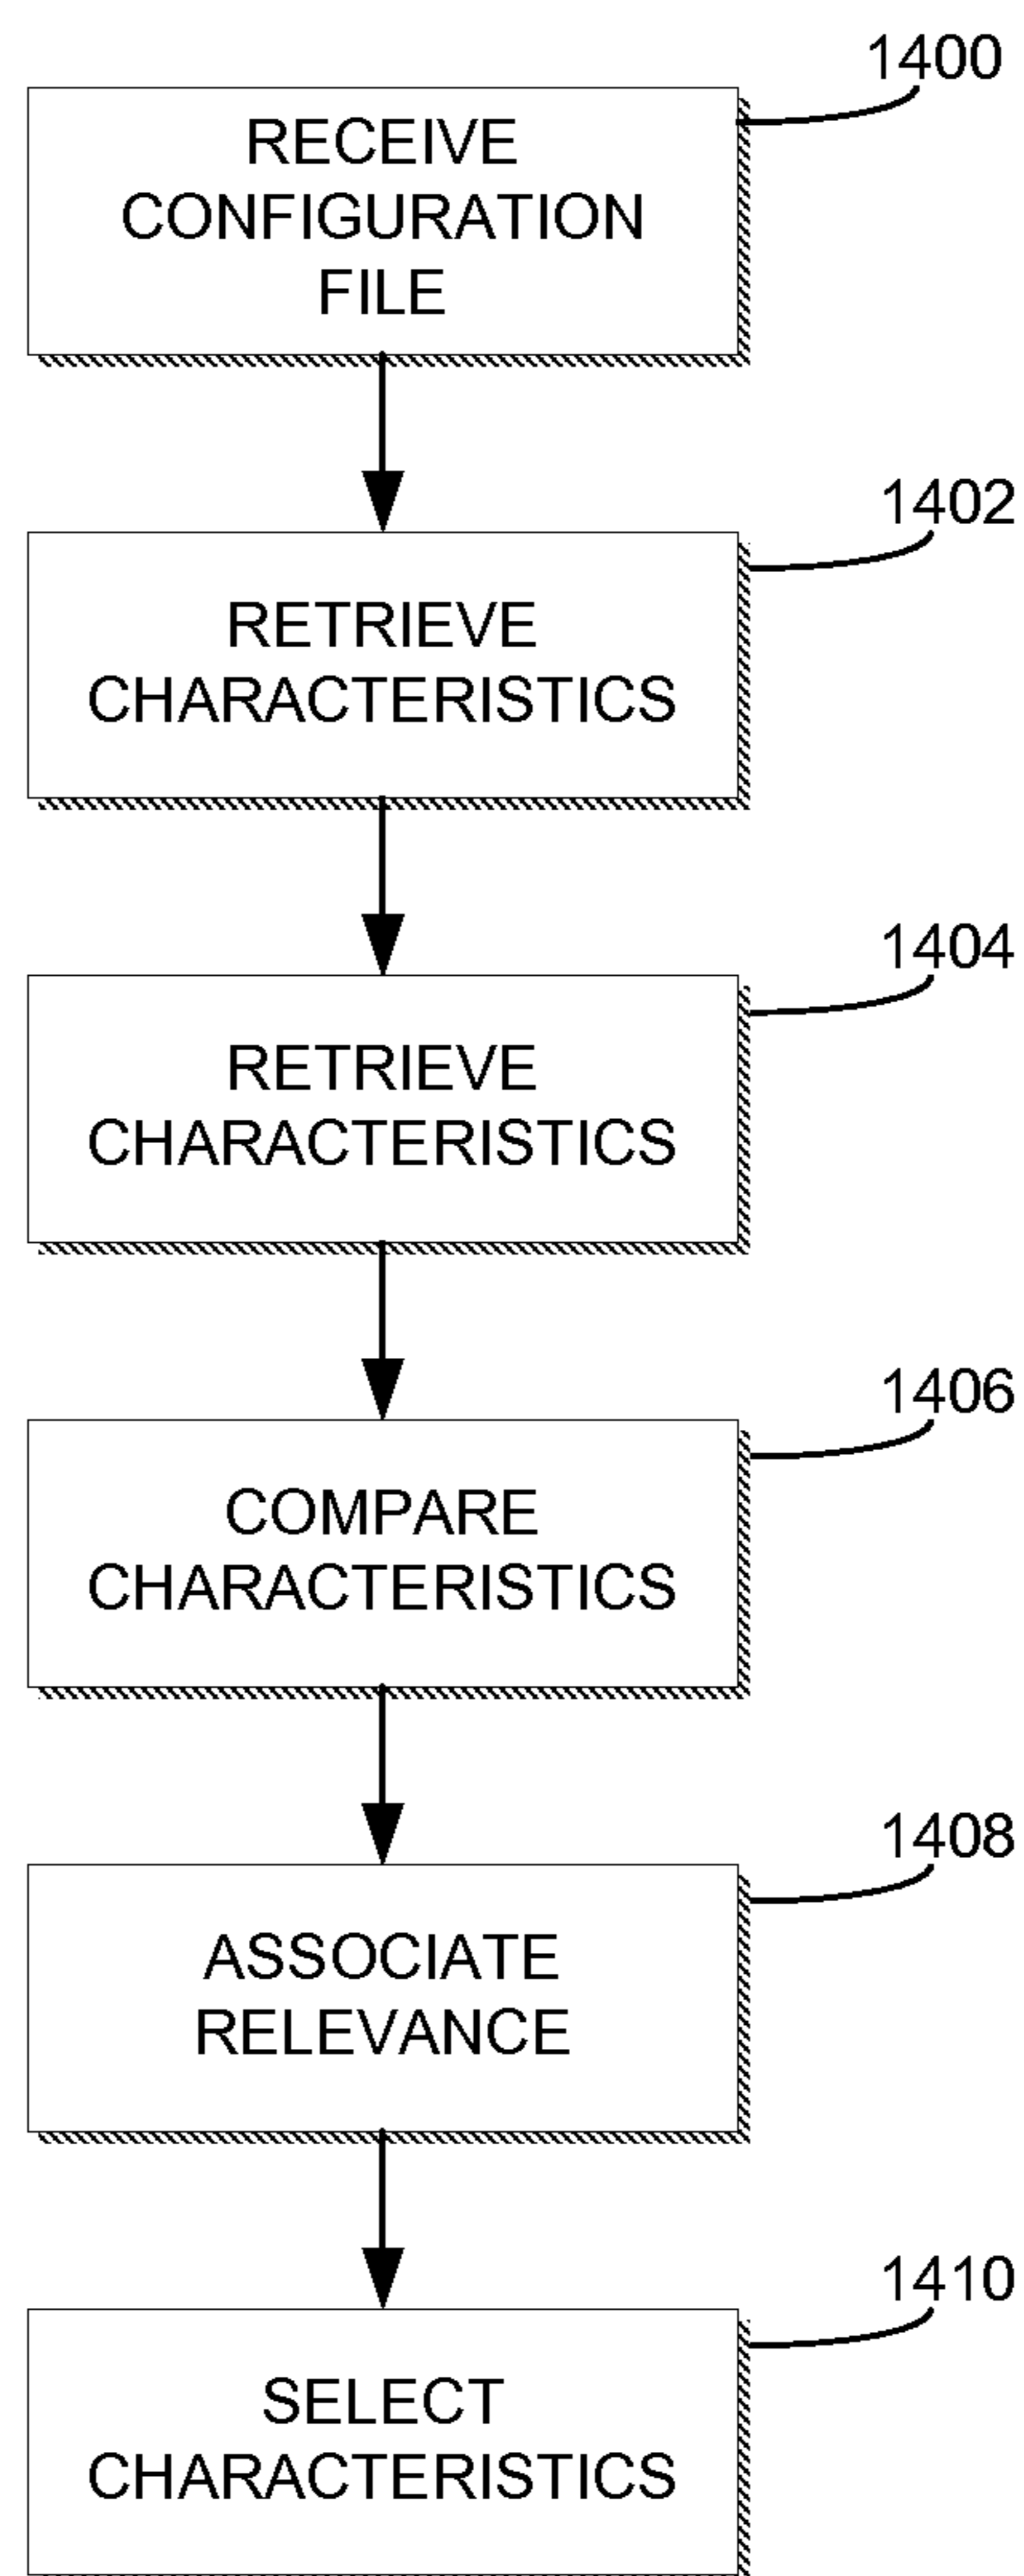 1400
RECEIVE
CONFIGURATION
FILE
1402
RETRIEVE
CHARACTERISTICS
1404
RETRIEVE
CHARACTERISTICS
1406
COMPARE
CHARACTERISTICS
1408
ASSOCIATE
RELEVANCE
1410
SELECT
CHARACTERISTICS